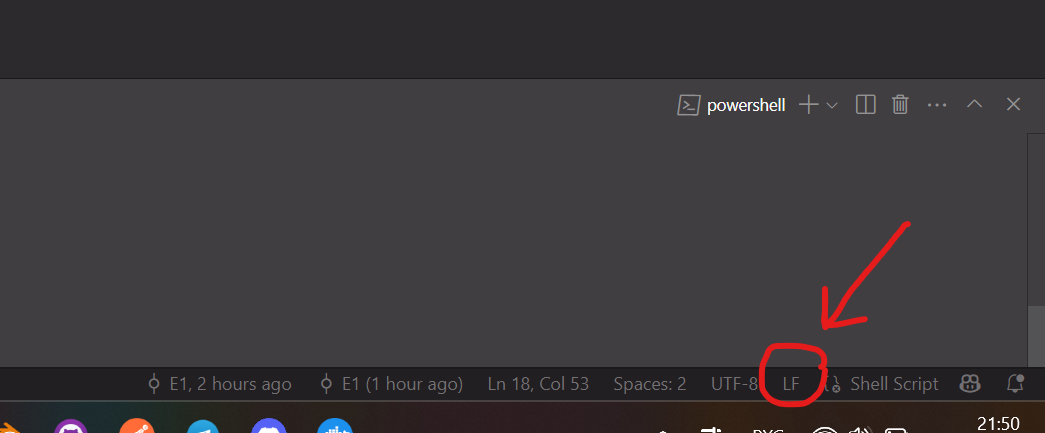 powershell
E1, 2 hours ago E1 (1 hour ago) Ln 18, Col 53 Spaces: 2 UTF-8 LF Shell Script
21:50